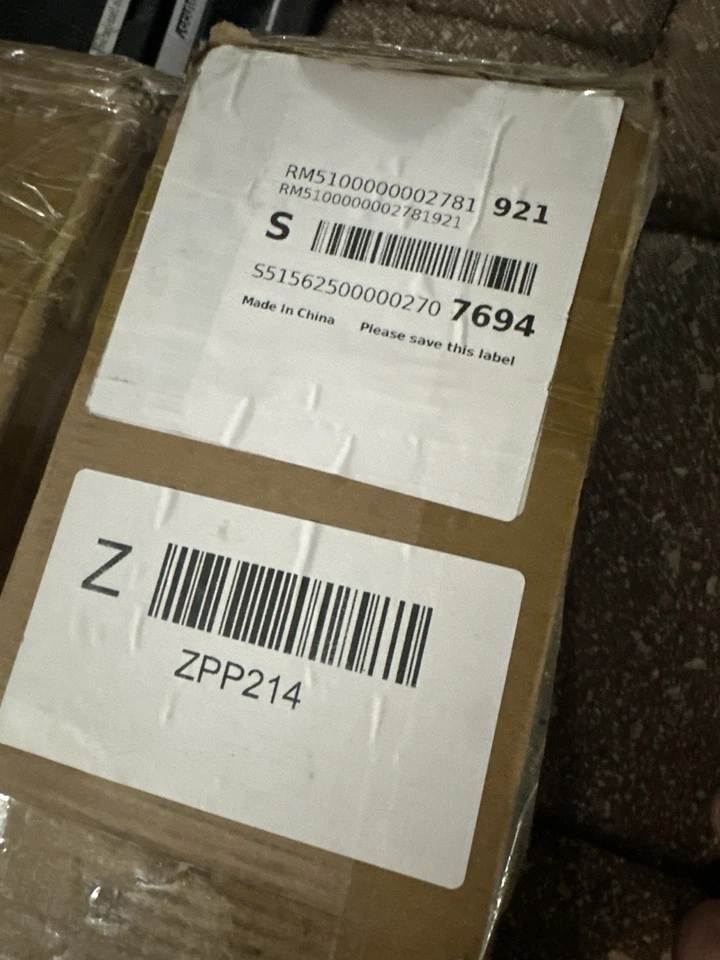 RM5100000002781 921
RM5100000002781921
S
S51562500000270 7694
Made In China Please save this label
Z
ZPP214